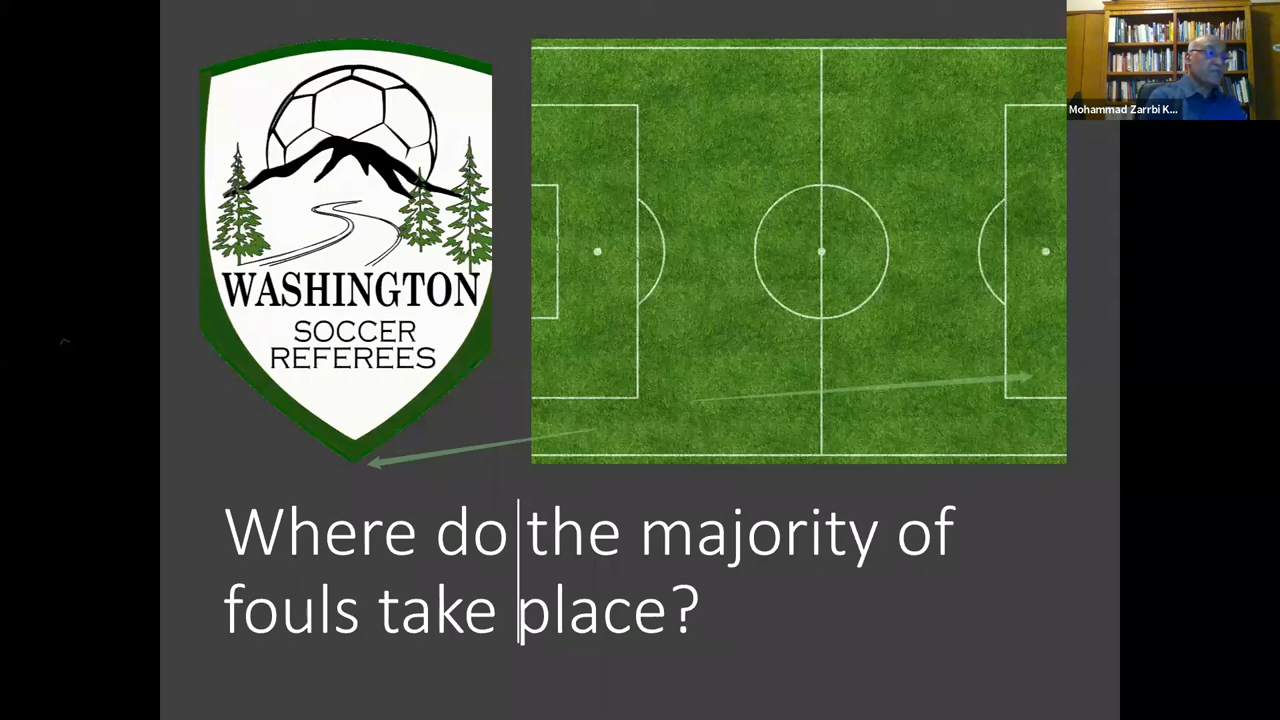 Mohammad Zarrbi K...
WASHINGTON
SOCCER
REFEREES
Where do the majority of
fouls take place?